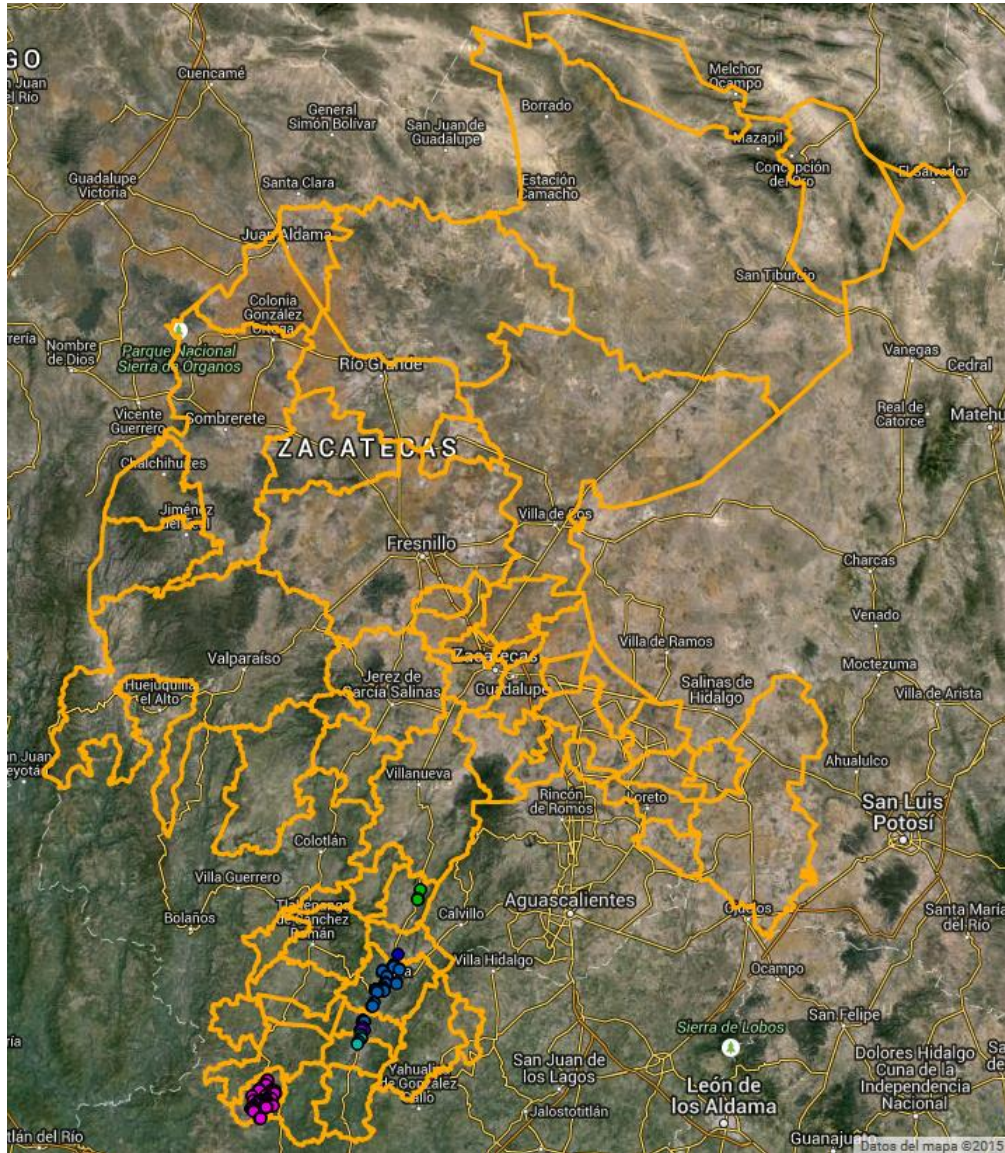 GO
Cuencamé
n Juan
el Río
General
Simón Bolívar
San Juan de
Guadalupe
Borrado
Melchor
Ocampo
Mazapil
Concepción
del Oro
El Salvador
Guadalupe
Victoria
Santa Clara
Estación
Camacho
Juan Aldama
San Tiburcio
Colonia
González
Ortega
rrería
Nombre
de Dios
Parque Nacional
Sierra de Órganos
Río Grande
Vanegas
Cedral
Vicente
Guerrero
Sombrerete
Real de
Catorce
Matehu
ZACATECAS
Chalchihuites
Jiménez
del
Villa de Cos
Fresnillo
Charcas
Venado
Valparaíso
Zacatecas
Guadalupe
Villa de Ramos
Moctezuma
Huejuquilla
el Alto
Jerez de
García Salinas
Salinas de
Hidalgo
Villa de Arista
n Juan
Villanueva
Ahualulco
Rincón
de Romos
Loreto
San Luis
Potosí
Colotlán
Villa Guerrero
Bolaños
Tlaltenango
de Sánchez
Román
Calvillo
Aguascalientes
Ojuelos
Santa María
del Río
Villa Hidalgo
Ocampo
San Felipe
ría
Sierra de Lobos
Yahualica
de González
Gallo
San Juan de
los Lagos
León de
los Aldama
Dolores Hidalgo
Cuna de la
Independencia
Nacional
Jalostotitlán
tlán del Río
Guanajuato
Datos del mapa ©2015